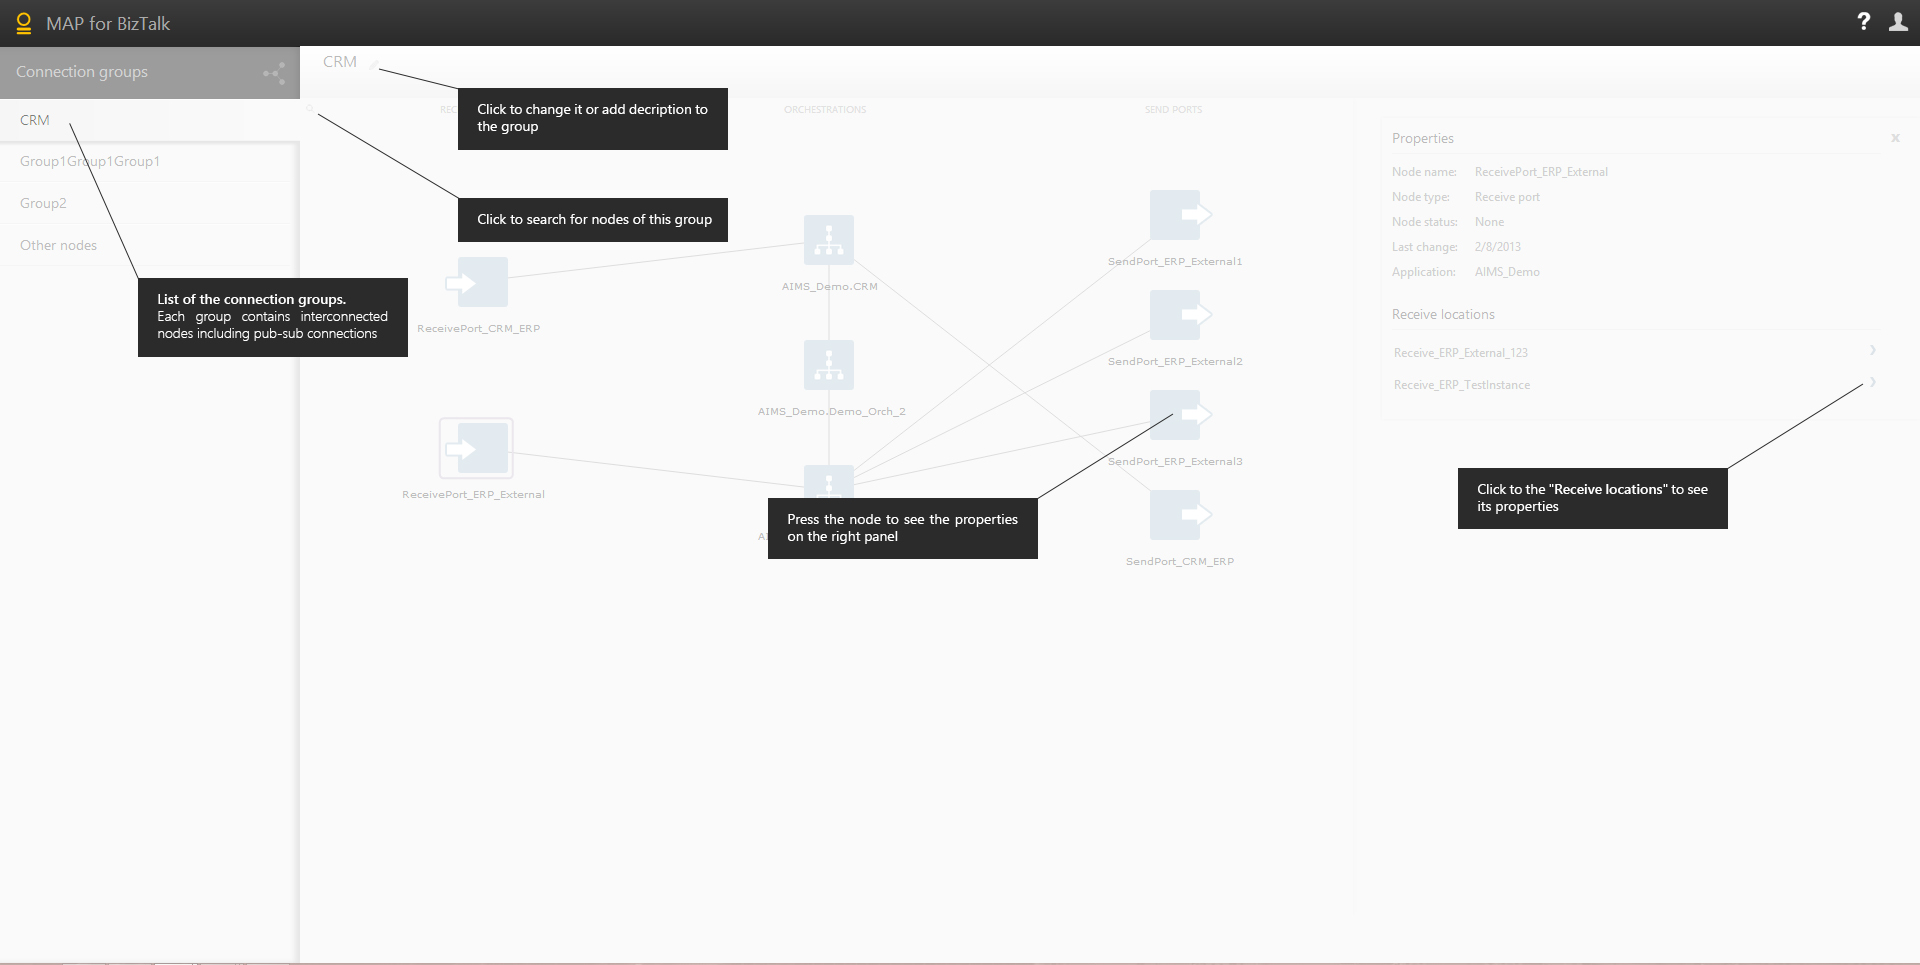 MAP for BizTalk
?
Connection groups
CRM
Group1Group1Group1
Group2
Other nodes
List of the connection groups.
Each group contains interconnected
nodes including pub-sub connections
CRM
Click to change it or add decription to
the group
Click to search for nodes of this group
ORCHESTRATIONS
SEND PORTS
ReceivePort_CRM_ERP
ReceivePort_ERP_External
AIMS_Demo.CRM
AIMS_Demo.Demo_Orch_2
Press the node to see the properties
on the right panel
SendPort_ERP_External1
SendPort_ERP_External2
SendPort_ERP_External3
SendPort_CRM_ERP
Properties
Node name: ReceivePort_ERP_External
Node type: Receive port
Node status: None
Last change: 2/8/2013
Application: AIMS_Demo
Receive locations
Receive_ERP_External_123
Receive_ERP_TestInstance
Click to the "Receive locations" to see
its properties